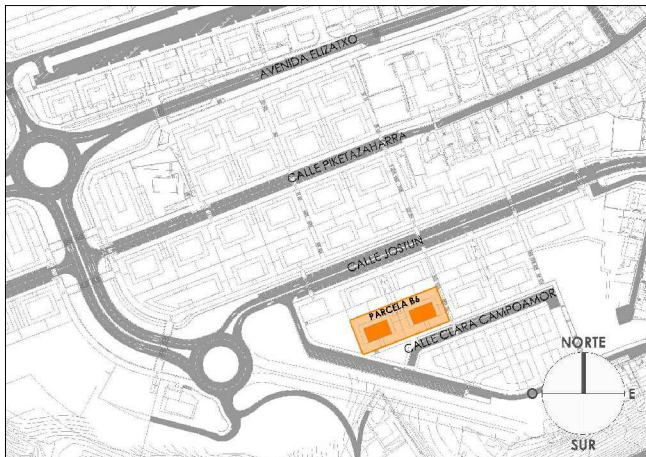 AVENIDA ELIZATXO
CALLE PIKETAZAHARRA
CALLE JOSTUN
PARCELA B6
CALLE CLARA CAMPOAMOR
NORTE
O
E
SUR